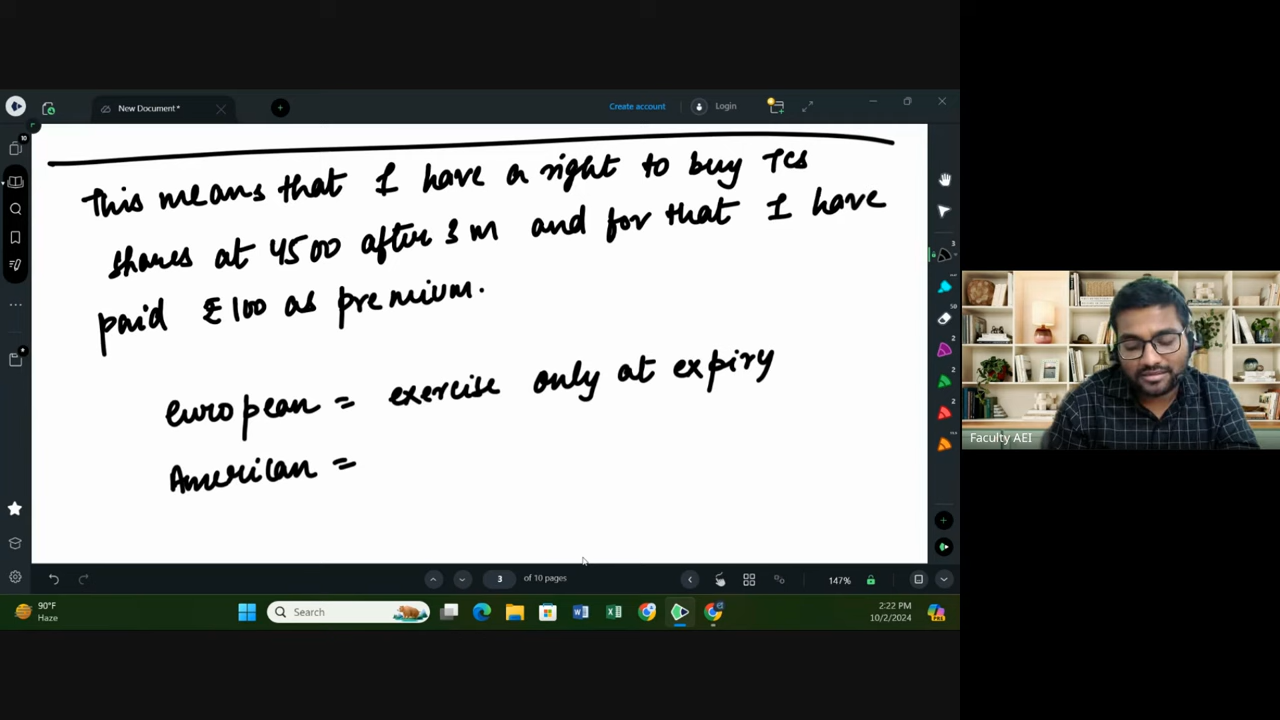 New Document*
Create account
Login
This means that I have a right to buy Tcs
shares at 4500 after 3 m and for that I have
paid ₹100 as premium.
European = exercise only at expiry
American =
Faculty AEI
3 of 10 pages
147%
90°F
Haze
Search
2:22 PM
10/2/2024